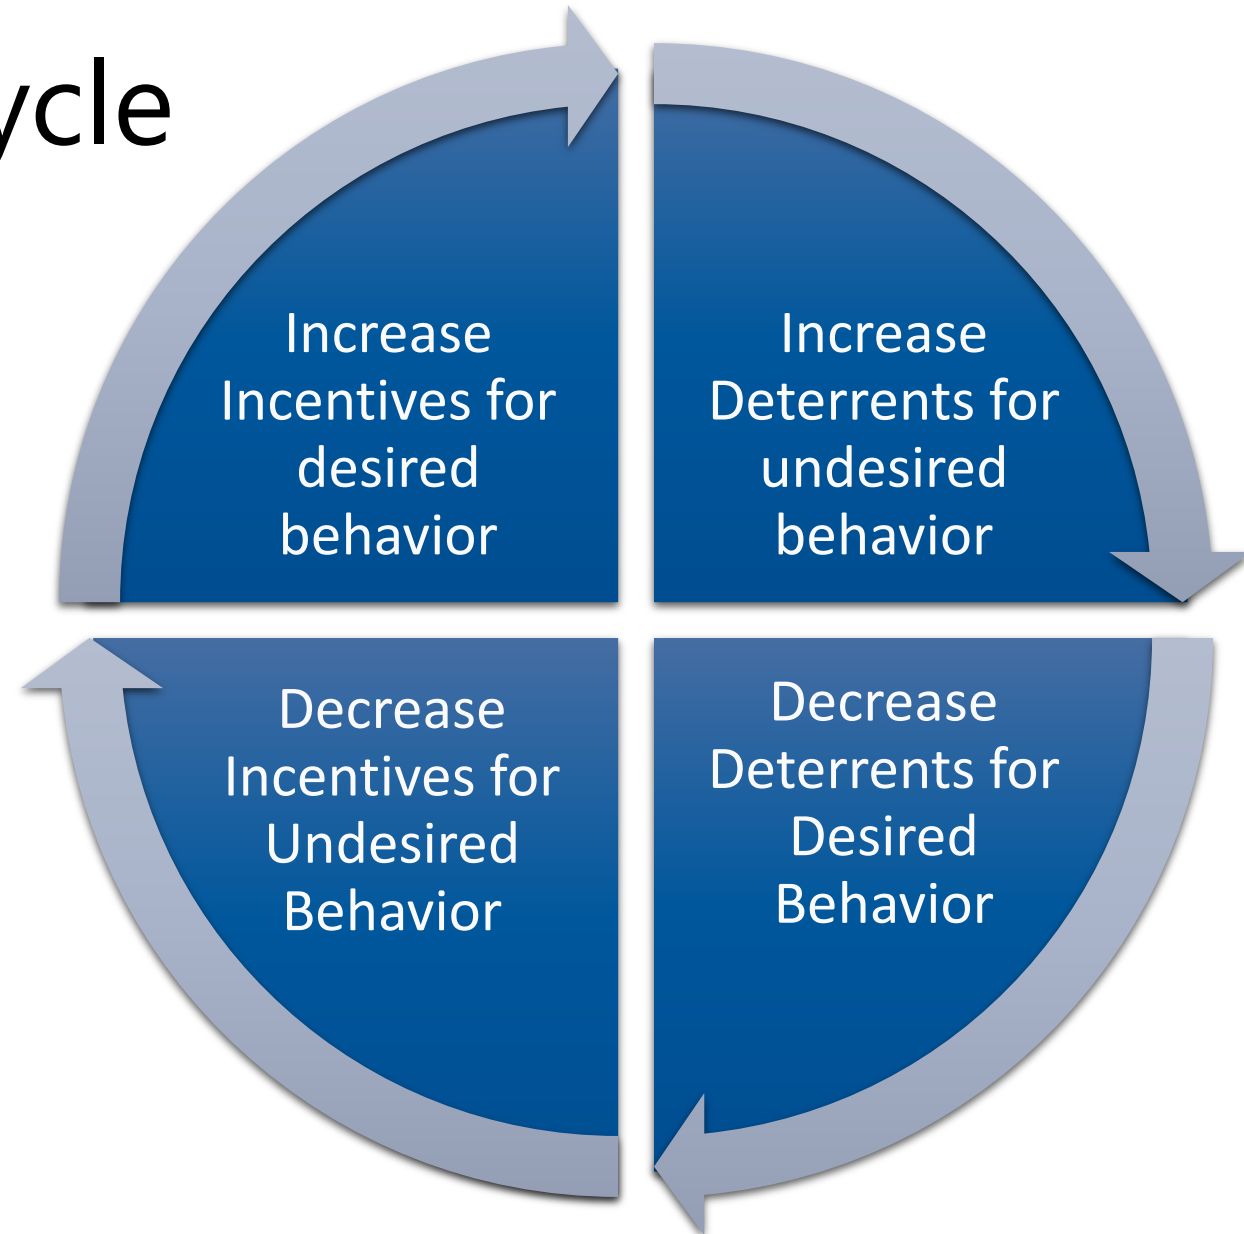 ycle
Increase
Incentives for
desired
behavior
Increase
Deterrents for
undesired
behavior
Decrease
Incentives for
Undesired
Behavior
Decrease
Deterrents for
Desired
Behavior